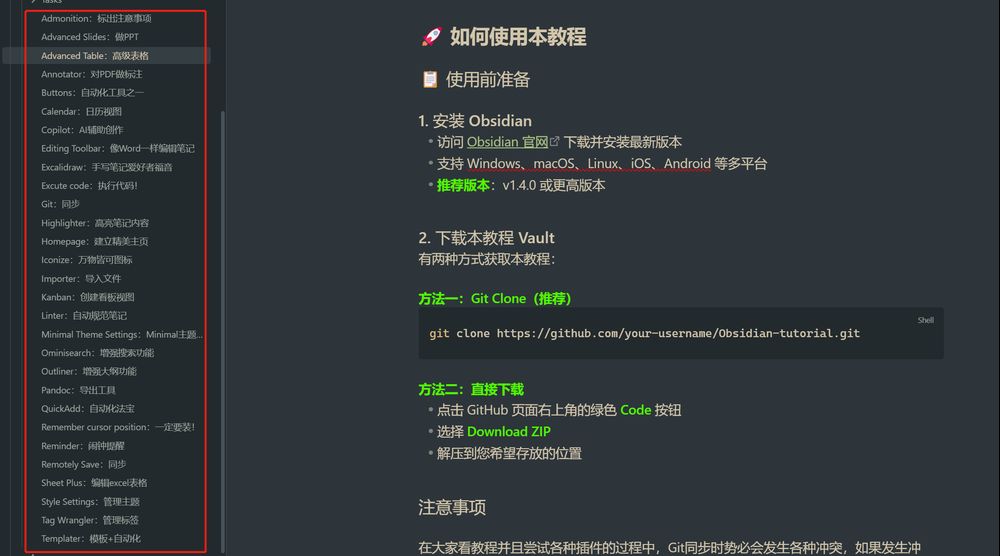 Tasks
Admonition：标出注意事项
Advanced Slides：做PPT
Advanced Table：高级表格
Annotator：对PDF做标注
Buttons：自动化工具之一
Calendar：日历视图
Copilot：AI辅助创作
Editing Toolbar：像Word一样编辑笔记
Excalidraw：手写笔记爱好者福音
Excute code：执行代码！
Git：同步
Highlighter：高亮笔记内容
Homepage：建立精美主页
Iconize：万物皆可图标
Importer：导入文件
Kanban：创建看板视图
Linter：自动规范笔记
Minimal Theme Settings：Minimal主题...
Ominisearch：增强搜索功能
Outliner：增强大纲功能
Pandoc：导出工具
QuickAdd：自动化法宝
Remember cursor position：一定要装！
Reminder：闹钟提醒
Remotely Save：同步
Sheet Plus：编辑excel表格
Style Settings：管理主题
Tag Wrangler：管理标签
Templater：模板+自动化
如何使用本教程
使用前准备
1. 安装 Obsidian
访问 Obsidian 官网 下载并安装最新版本
支持 Windows、macOS、Linux、iOS、Android 等多平台
推荐版本：v1.4.0 或更高版本
2. 下载本教程 Vault
有两种方式获取本教程：
方法一：Git Clone（推荐）
Shell
git clone https://github.com/your-username/Obsidian-tutorial.git
方法二：直接下载
点击 GitHub 页面右上角的绿色 Code 按钮
选择 Download ZIP
解压到您希望存放的位置
注意事项
在大家看教程并且尝试各种插件的过程中，Git同步时势必会发生各种冲突，如果发生冲